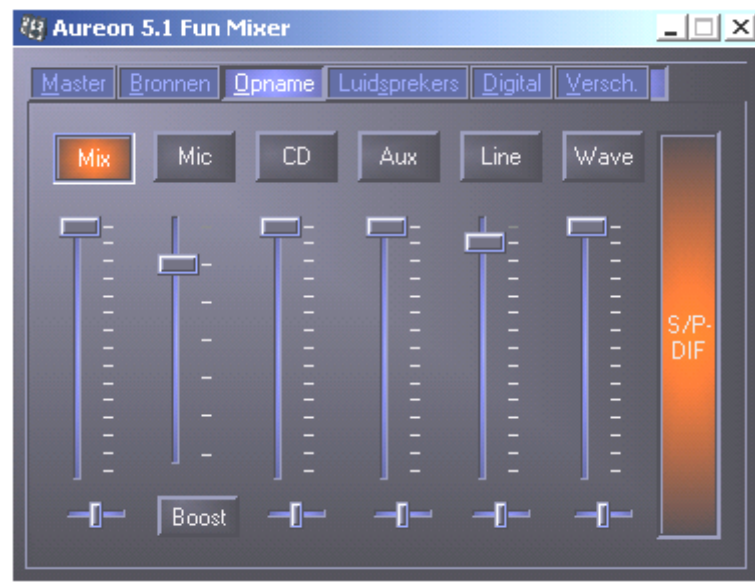 Aureon 5.1 Fun Mixer
Master Bronnen Opname Luidsprekers Digital Versch.
Mix Mic CD Aux Line Wave
S/P-
DIF
Boost